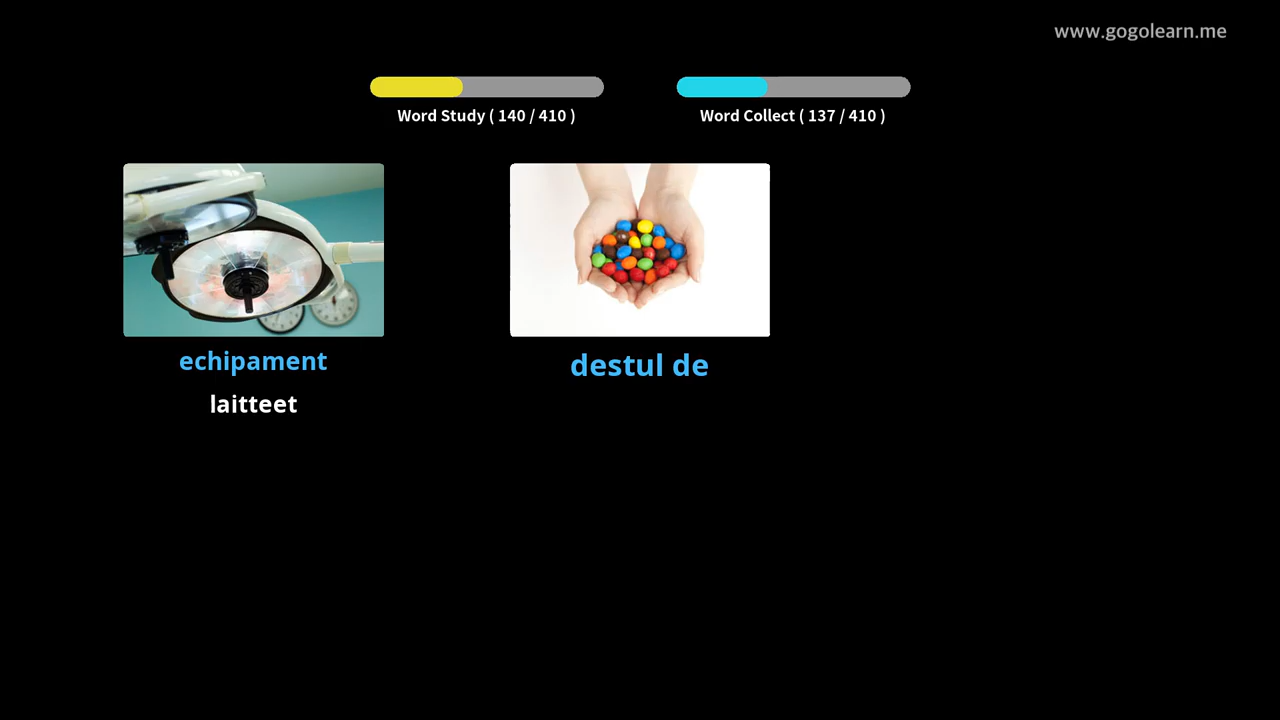 www.gogolearn.me
Word Study ( 140 / 410 )
Word Collect ( 137 / 410 )
echipament
laitteet
destul de